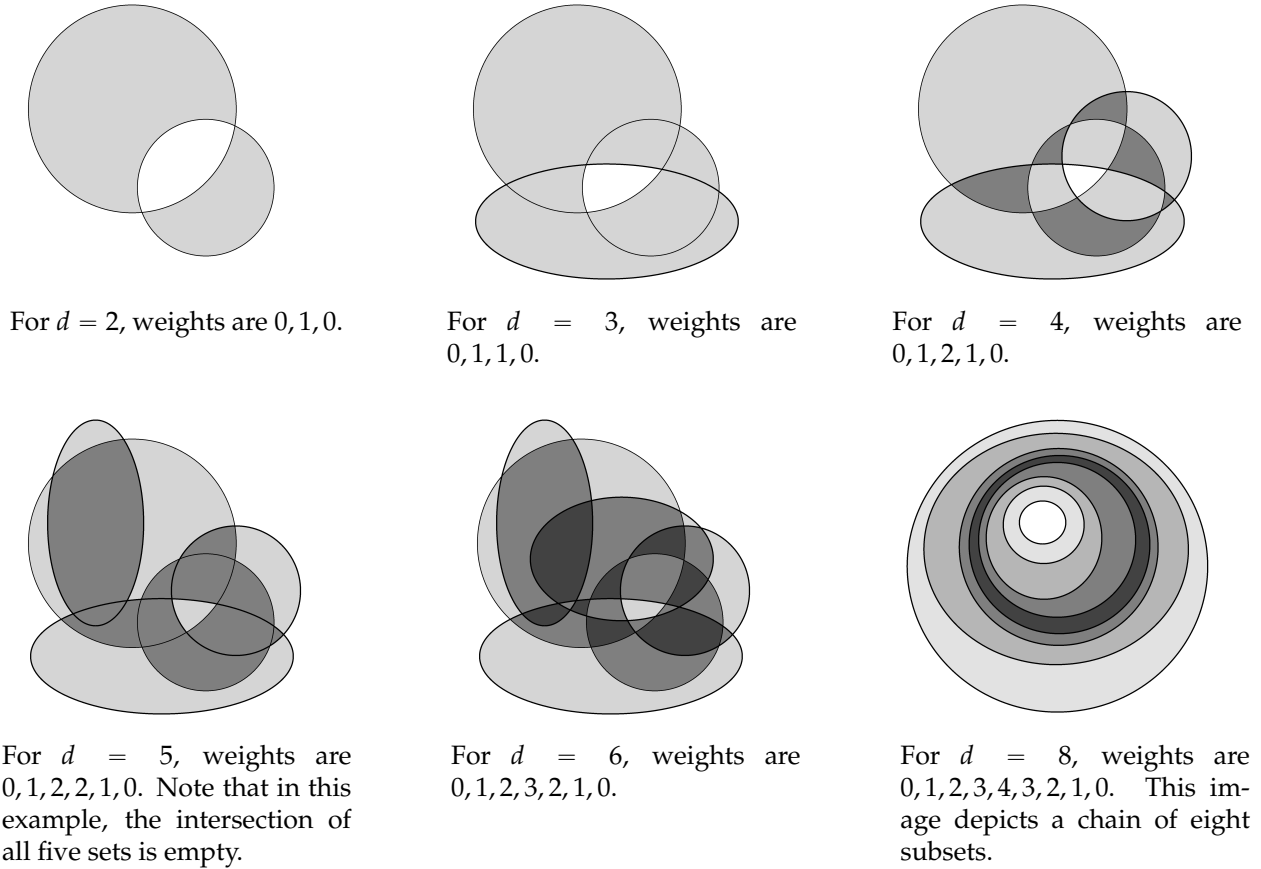 For d = 2, weights are 0, 1, 0.
For d = 3, weights are
0, 1, 1, 0.
For d = 4, weights are
0, 1, 2, 1, 0.
For d = 5, weights are
0, 1, 2, 2, 1, 0. Note that in this
example, the intersection of
all five sets is empty.
For d = 6, weights are
0, 1, 2, 3, 2, 1, 0.
For d = 8, weights are
0, 1, 2, 3, 4, 3, 2, 1, 0. This im-
age depicts a chain of eight
subsets.